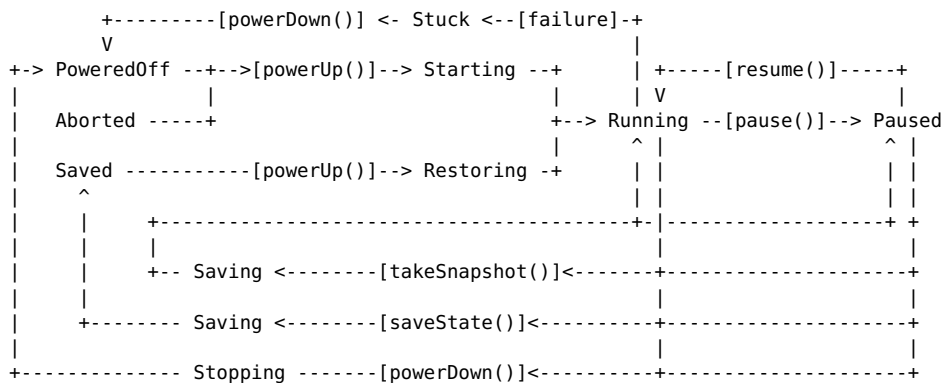 +---------[powerDown()] <- Stuck <--[failure]-+
V                                             |
+-> PoweredOff --+-->[powerUp()]--> Starting --+      | +-----[resume()]-----+
|                |                             |      | V                    |
|   Aborted -----+                             +--> Running --[pause()]--> Paused
|                                              |      ^ |                   ^ |
|   Saved -----------[powerUp()]--> Restoring -+      | |                   | |
|     ^                                               | |                   | |
|     |     +-----------------------------------------+-|-------------------+ +
|     |     |                                           |                     |
|     |     +-- Saving <--------[takeSnapshot()]<-------+---------------------+
|     |                                                 |                     |
|     +-------- Saving <--------[saveState()]<----------+---------------------+
|                                                       |                     |
+-------------- Stopping -------[powerDown()]<----------+---------------------+